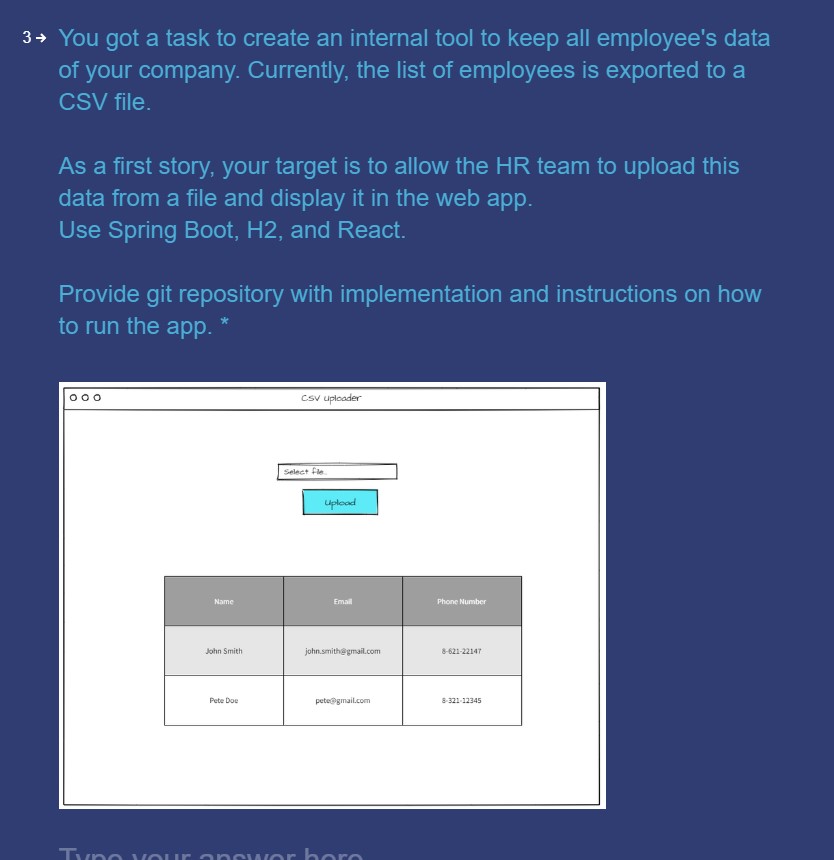 3→ You got a task to create an internal tool to keep all employee's data
of your company. Currently, the list of employees is exported to a
CSV file.
As a first story, your target is to allow the HR team to upload this
data from a file and display it in the web app.
Use Spring Boot, H2, and React.
Provide git repository with implementation and instructions on how
to run the app. *
CSV uploader
Select file..
Upload
Name Email Phone Number
John Smith john.smith@gmail.com 8-621-22147
Pete Doe pete@gmail.com 8-321-12345
Type your answer here